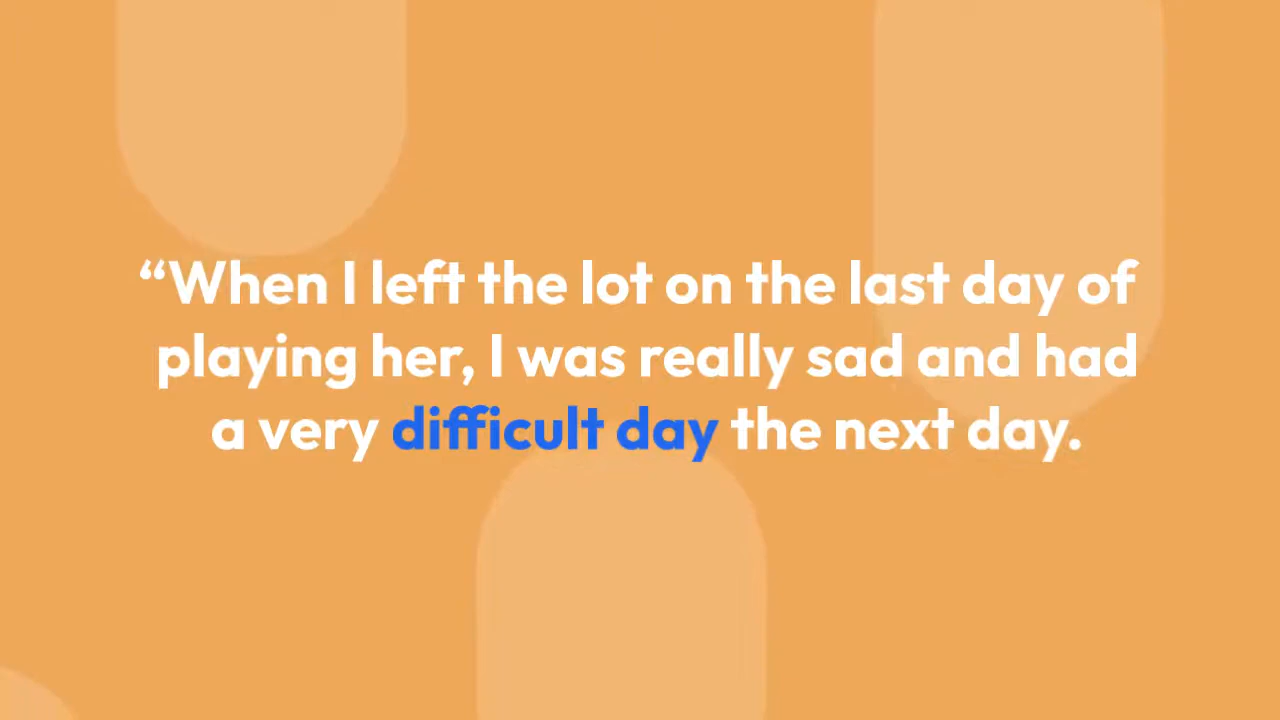 “When I left the lot on the last day of
playing her, I was really sad and had
a very difficult day the next day.